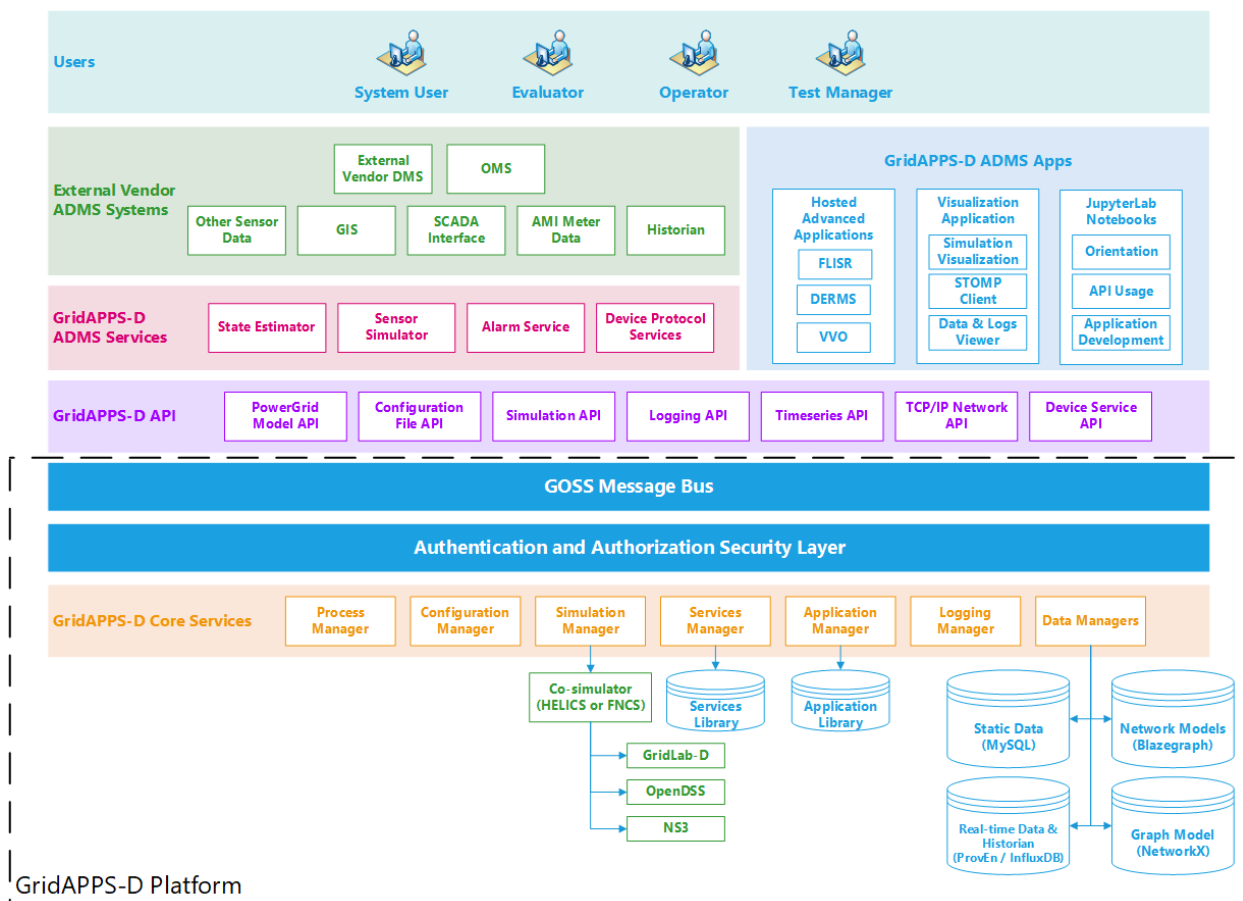 Users
System User
Evaluator
Operator
Test Manager
External Vendor
ADMS Systems
External
Vendor DMS
OMS
Other Sensor
Data
GIS
SCADA
Interface
AMI Meter
Data
Historian
GridAPPS-D ADMS Apps
Hosted
Advanced
Applications
FLISR
DERMS
VVO
Visualization
Application
Simulation
Visualization
STOMP
Client
Data & Logs
Viewer
JupyterLab
Notebooks
Orientation
API Usage
Application
Development
GridAPPS-D
ADMS Services
State Estimator
Sensor
Simulator
Alarm Service
Device Protocol
Services
GridAPPS-D API
PowerGrid
Model API
Configuration
File API
Simulation API
Logging API
Timeseries API
TCP/IP Network
API
Device Service
API
GOSS Message Bus
Authentication and Authorization Security Layer
GridAPPS-D Core Services
Process
Manager
Configuration
Manager
Simulation
Manager
Services
Manager
Application
Manager
Logging
Manager
Data Managers
Co-simulator
(HELICS or FNCS)
GridLab-D
OpenDSS
NS3
Services
Library
Application
Library
Static Data
(MySQL)
Network Models
(Blazegraph)
Real-time Data &
Historian
(ProvEn / InfluxDB)
Graph Model
(NetworkX)
GridAPPS-D Platform